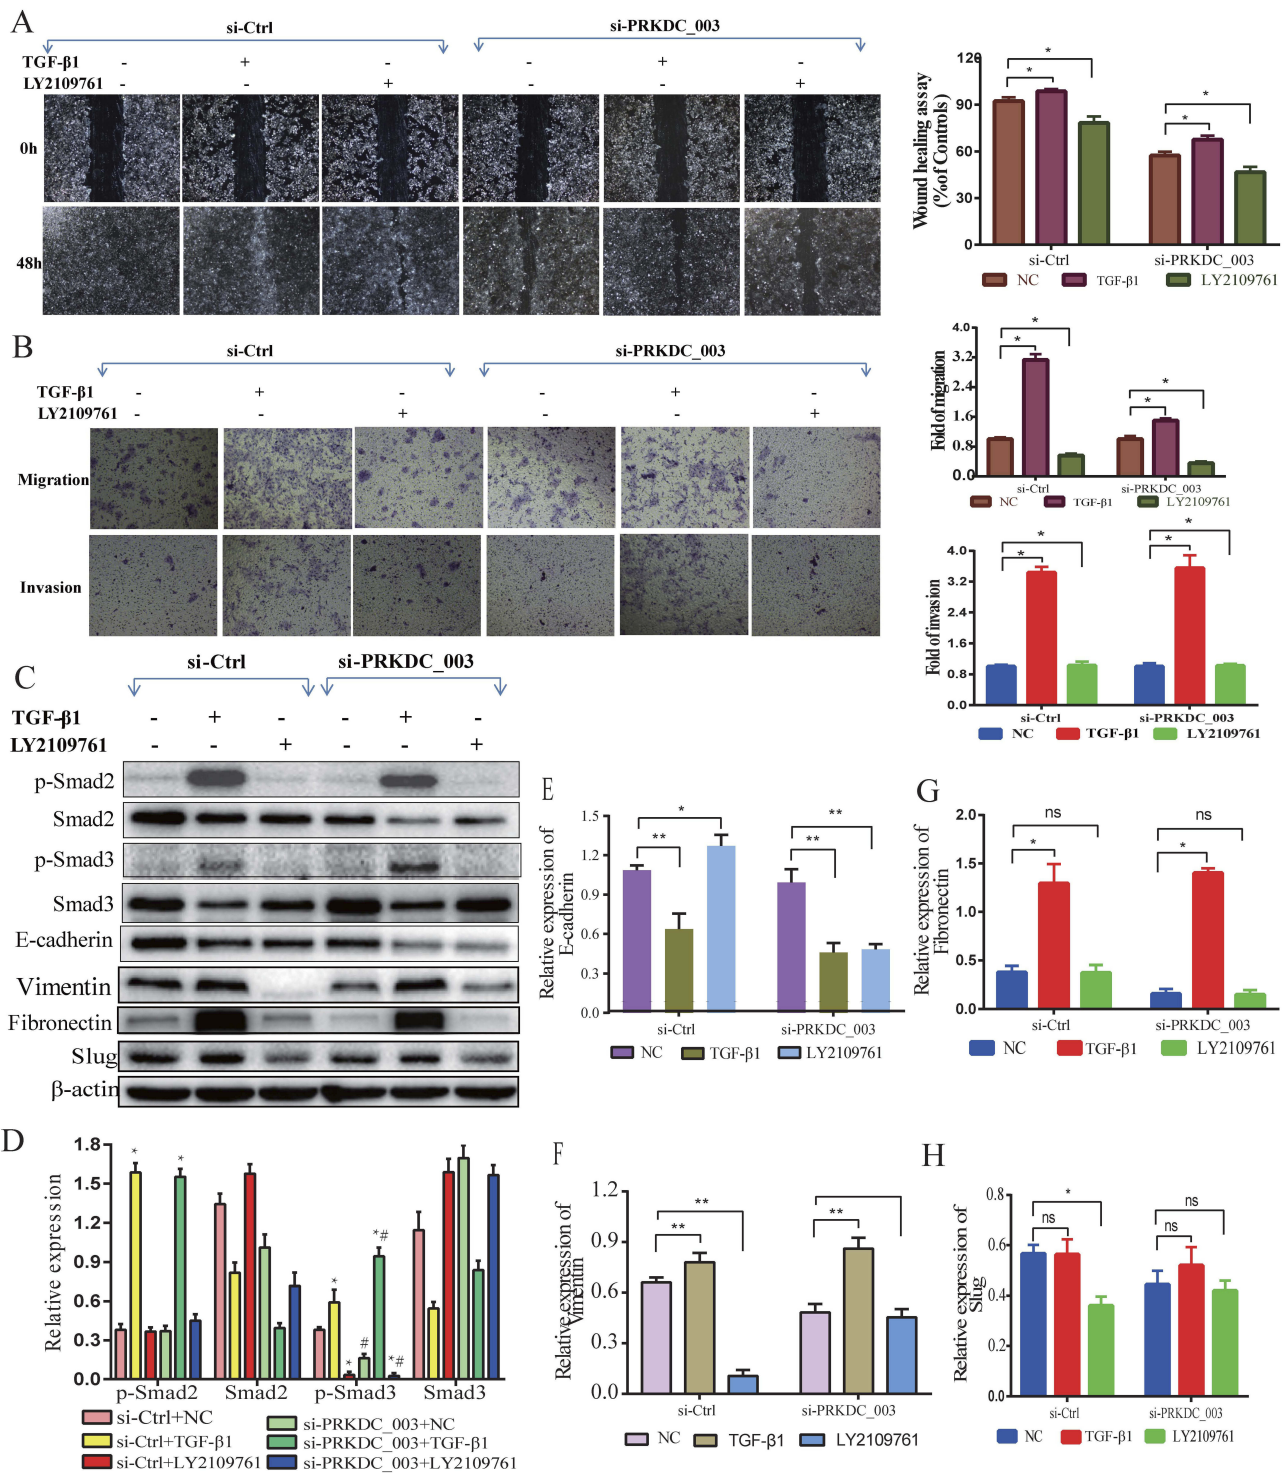 A
si-Ctrl
si-PRKDC_003
TGF-β1 - + - - + -
LY2109761 - - + - - +
0h
48h
120
90
60
30
0
Wound healing assay
(%of Controls)
* * * *
si-Ctrl si-PRKDC_003
NC TGF-β1 LY2109761
B
si-Ctrl
si-PRKDC_003
TGF-β1 - + - - + -
LY2109761 - - + - - +
Migration
Invasion
4.0
3.2
2.4
1.6
0.8
0.0
Fold of migration
* * * *
si-Ctrl si-PRKDC_003
NC TGF-β1 LY2109761
4.0
3.2
2.4
1.6
0.8
0.0
Fold of invasion
* * * *
si-Ctrl si-PRKDC_003
NC TGF-β1 LY2109761
C
si-Ctrl si-PRKDC_003
TGF-β1 - + - - + -
LY2109761 - - + - - +
p-Smad2
Smad2
p-Smad3
Smad3
E-cadherin
Vimentin
Fibronectin
Slug
β-actin
D
1.8
1.5
1.2
0.9
0.6
0.3
0.0
Relative expression
* * * * # *# *#
p-Smad2 Smad2 p-Smad3 Smad3
si-Ctrl+NC si-PRKDC_003+NC
si-Ctrl+TGF-β1 si-PRKDC_003+TGF-β1
si-Ctrl+LY2109761 si-PRKDC_003+LY2109761
E
1.5
1.2
0.9
0.6
0.3
0.0
Relative expression of
E-cadherin
** * ** **
si-Ctrl si-PRKDC_003
NC TGF-β1 LY2109761
F
1.2
0.9
0.6
0.3
0.0
Relative expression of
Vimentin
** ** **
si-Ctrl si-PRKDC_003
NC TGF-β1 LY2109761
G
2.0
1.5
1.0
0.5
0.0
Relative expression of
Fibronectin
* ns * ns
si-Ctrl si-PRKDC_003
NC TGF-β1 LY2109761
H
0.8
0.6
0.4
0.2
0.0
Relative expression of
Slug
ns * ns ns
si-Ctrl si-PRKDC_003
NC TGF-β1 LY2109761